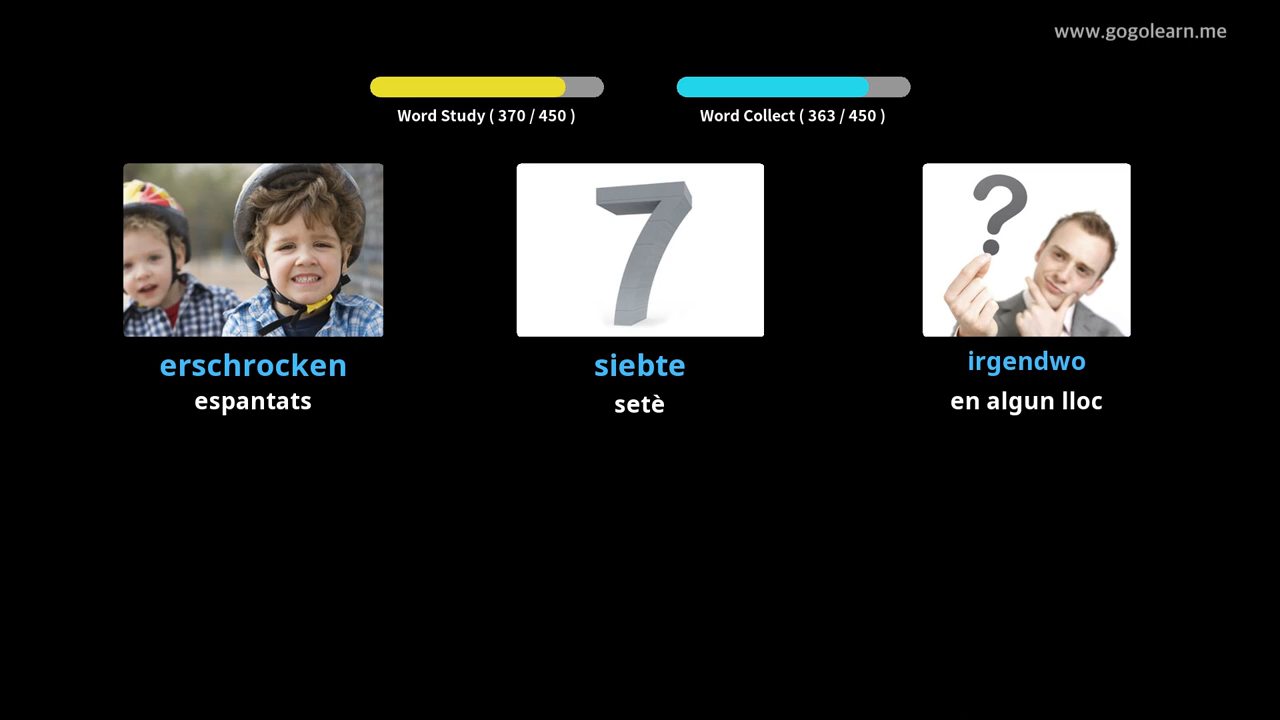 www.gogolearn.me
Word Study ( 370 / 450 )
Word Collect ( 363 / 450 )
7
?
erschrocken
siebte
irgendwo
espantats
setè
en algun lloc